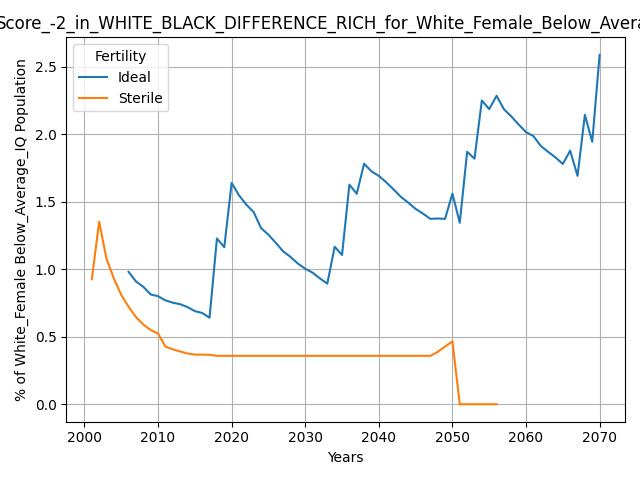 Score_-2_in_WHITE_BLACK_DIFFERENCE_RICH_for_White_Female_Below_Avera
Fertility
Ideal
Sterile
% of White_Female Below_Average_IQ Population
2.5
2.0
1.5
1.0
0.5
0.0
2000 2010 2020 2030 2040 2050 2060 2070
Years